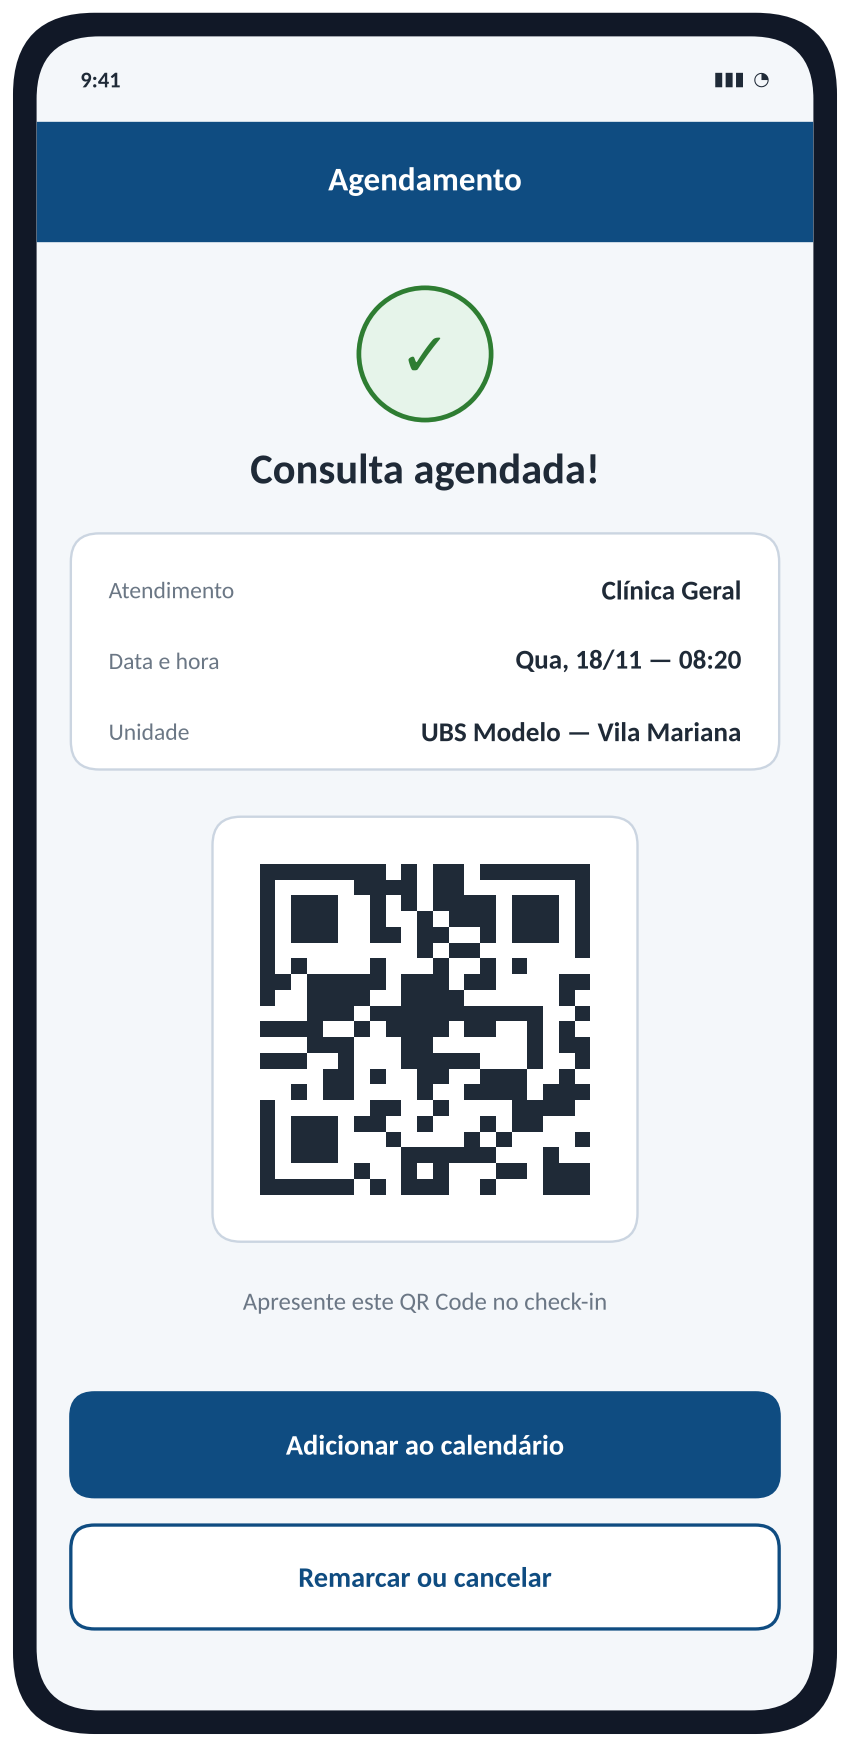 9:41
Agendamento
✓
Consulta agendada!
Atendimento Clínica Geral
Data e hora Qua, 18/11 — 08:20
Unidade UBS Modelo — Vila Mariana
Apresente este QR Code no check-in
Adicionar ao calendário
Remarcar ou cancelar